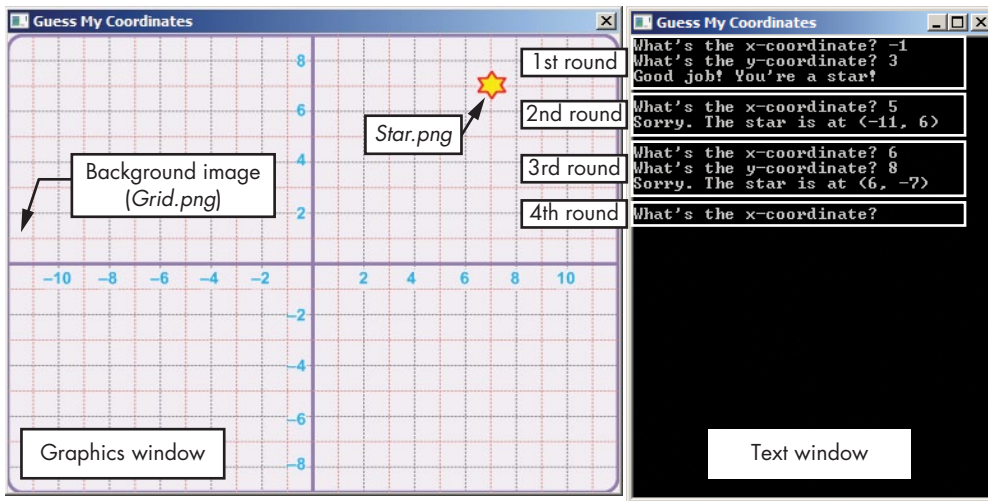 Guess My Coordinates
8
6
4
2
–10 –8 –6 –4 –2 2 4 6 8 10
–2
–4
–6
–8
Star.png
Background image
(Grid.png)
Graphics window
1st round
2nd round
3rd round
4th round
Guess My Coordinates
What's the x-coordinate? -1
What's the y-coordinate? 3
Good job! You're a star!
What's the x-coordinate? 5
Sorry. The star is at (-11, 6)
What's the x-coordinate? 6
What's the y-coordinate? 8
Sorry. The star is at (6, -7)
What's the x-coordinate?
Text window